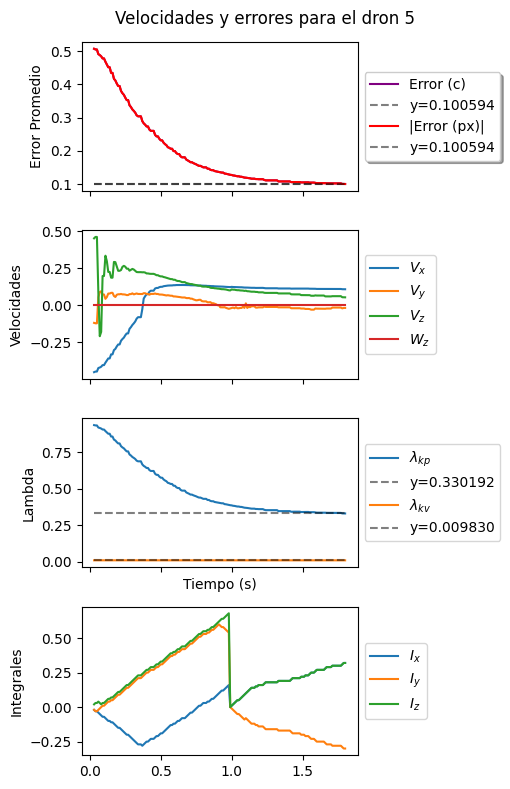 Velocidades y errores para el dron 5
Error Promedio
0.5
0.4
0.3
0.2
0.1
Error (c)
y=0.100594
|Error (px)|
y=0.100594
Velocidades
0.50
0.25
0.00
−0.25
V_x
V_y
V_z
W_z
Lambda
0.75
0.50
0.25
0.00
λ_kp
y=0.330192
λ_kv
y=0.009830
Tiempo (s)
Integrales
0.50
0.25
0.00
−0.25
I_x
I_y
I_z
0.0 0.5 1.0 1.5